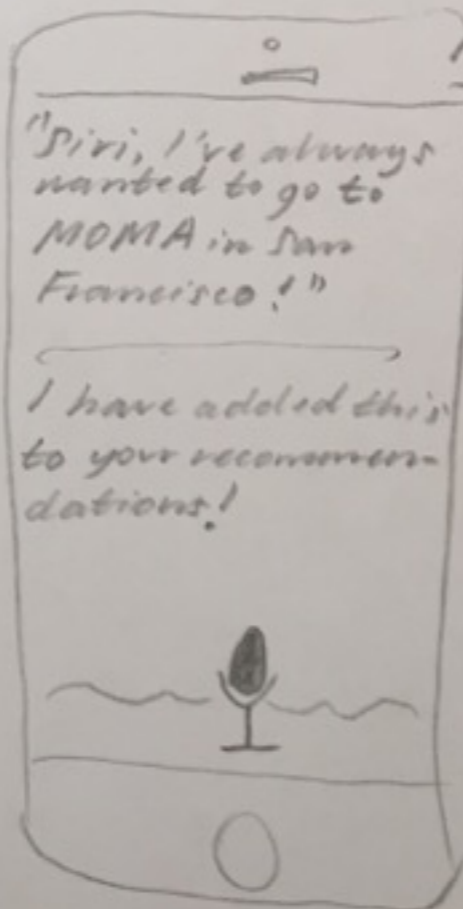 "Siri, I've always
wanted to go to
MOMA in San
Francisco!"
I have added this
to your recommen-
dations!